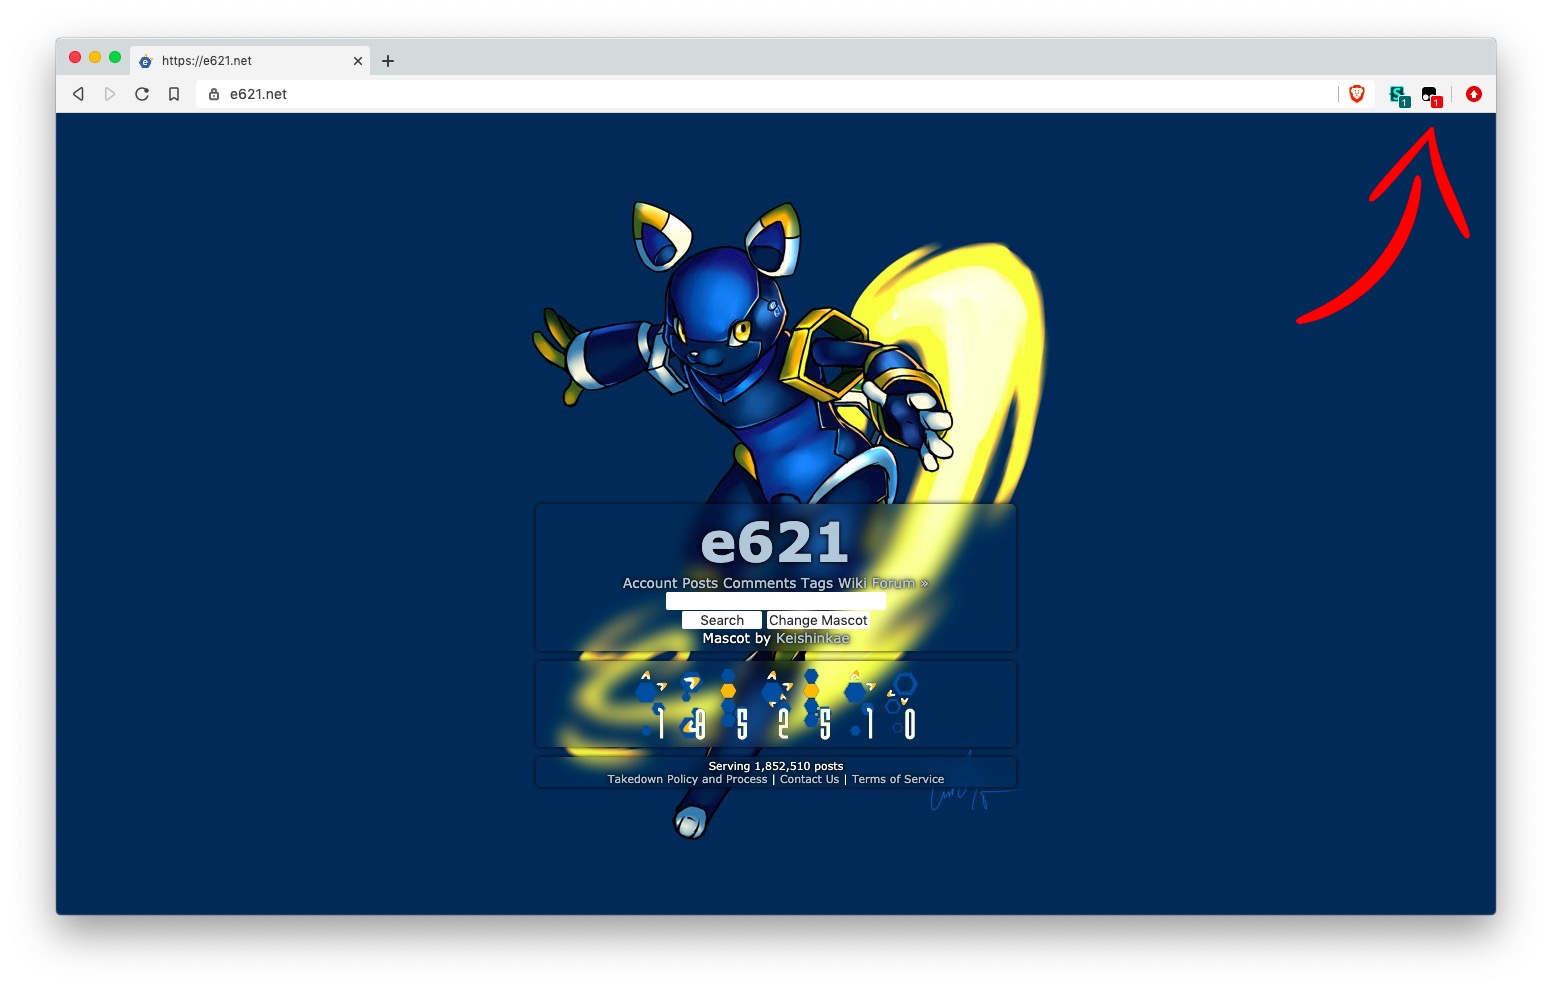 https://e621.net
e621.net
1
1
e621
Account Posts Comments Tags Wiki Forum »
Search Change Mascot
Mascot by Keishinkae
1 8 5 2 5 1 0
Serving 1,852,510 posts
Takedown Policy and Process | Contact Us | Terms of Service